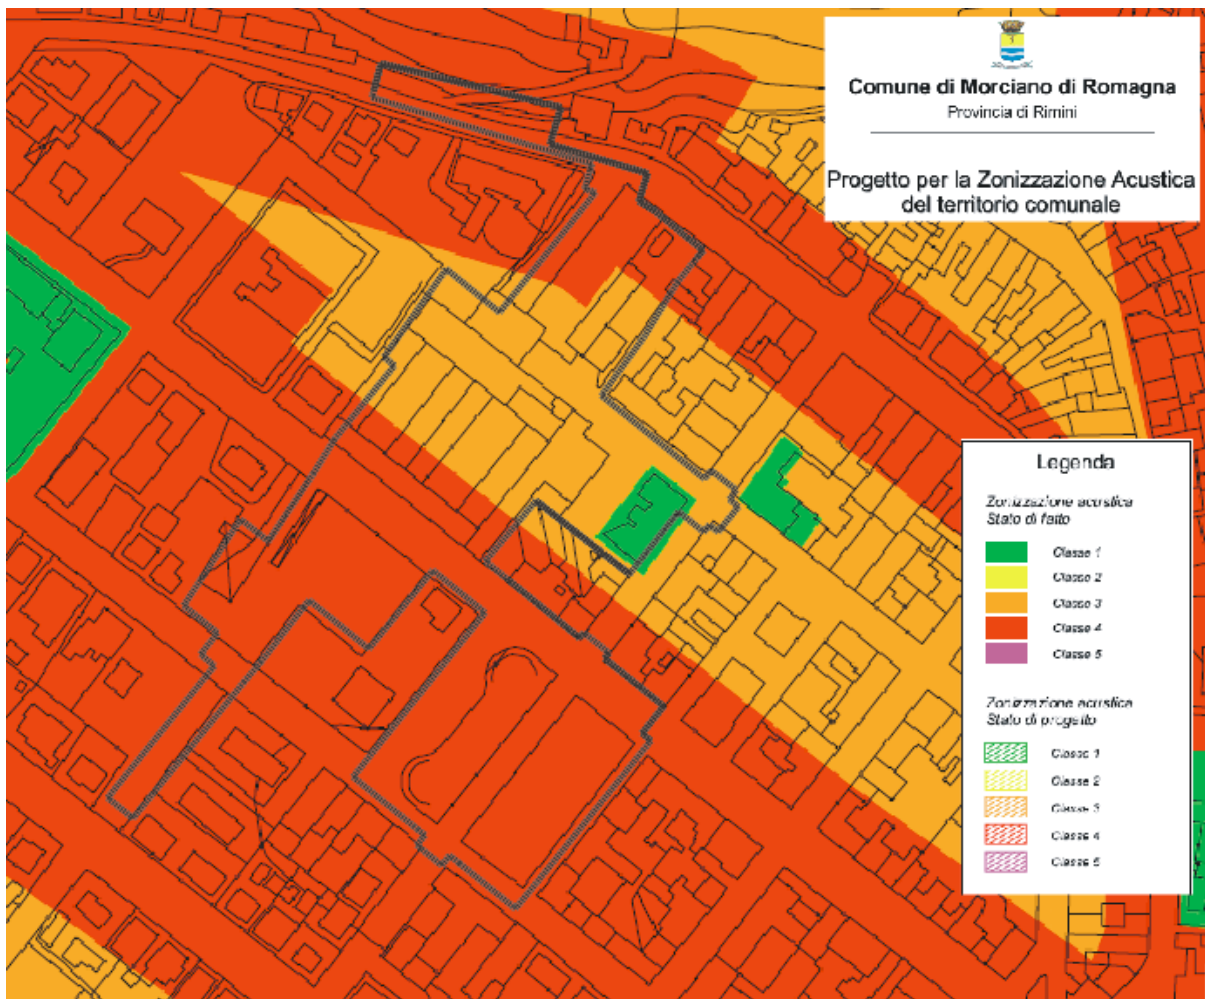 Comune di Morciano di Romagna
Provincia di Rimini
Progetto per la Zonizzazione Acustica
del territorio comunale
Legenda
Zonizzazione acustica
Stato di fatto
Classe 1
Classe 2
Classe 3
Classe 4
Classe 5
Zonizzazione acustica
Stato di progetto
Classe 1
Classe 2
Classe 3
Classe 4
Classe 5